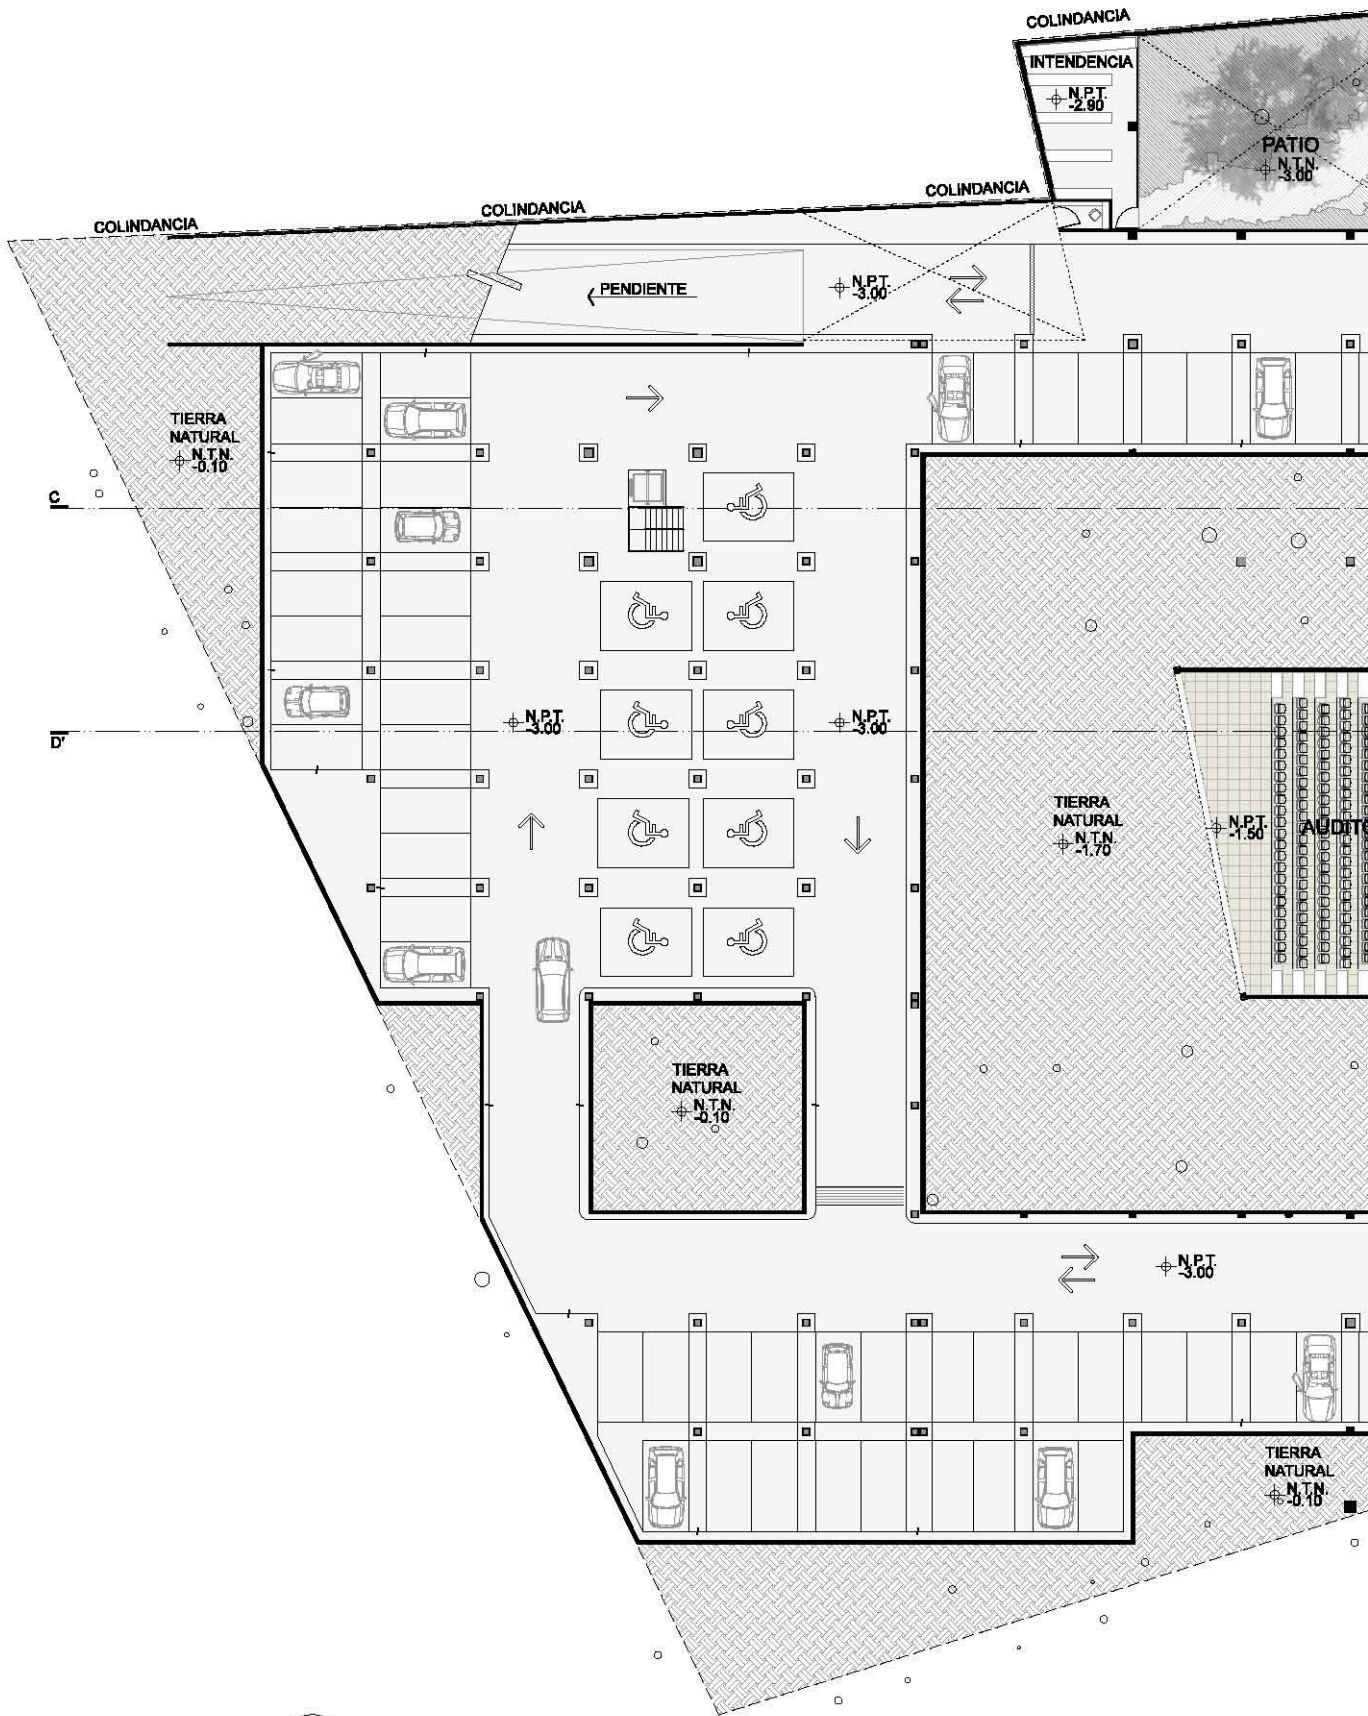 COLINDANCIA
INTENDENCIA
N.P.T.
-2.90
PATIO
N.T.N.
-3.00
COLINDANCIA
COLINDANCIA
COLINDANCIA
PENDIENTE
N.P.T.
-3.00
TIERRA
NATURAL
N.T.N.
-0.10
C
N.P.T.
-3.00
N.P.T.
-3.00
D'
TIERRA
NATURAL
N.T.N.
-1.70
N.P.T.
-1.50
AUDITO
TIERRA
NATURAL
N.T.N.
-0.10
N.P.T.
-3.00
TIERRA
NATURAL
N.T.N.
-0.10